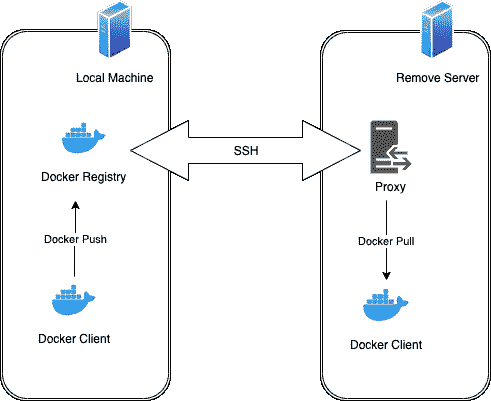 Local Machine
Remove Server
SSH
Docker Registry
Proxy
Docker Push
Docker Pull
Docker Client
Docker Client